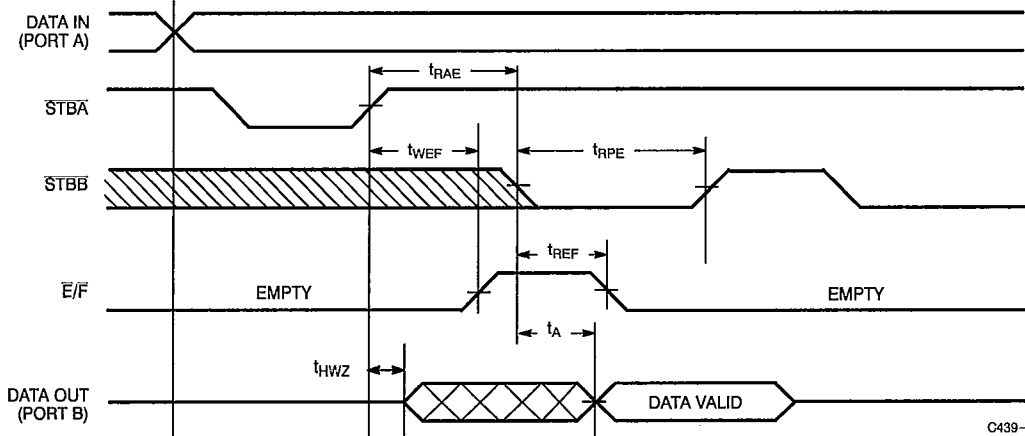 DATA IN
(PORT A)
tRAE
STBA
tWEF
tRPE
STBB
tREF
E/F
EMPTY
EMPTY
tA
tHWZ
DATA OUT
(PORT B)
DATA VALID
C439–